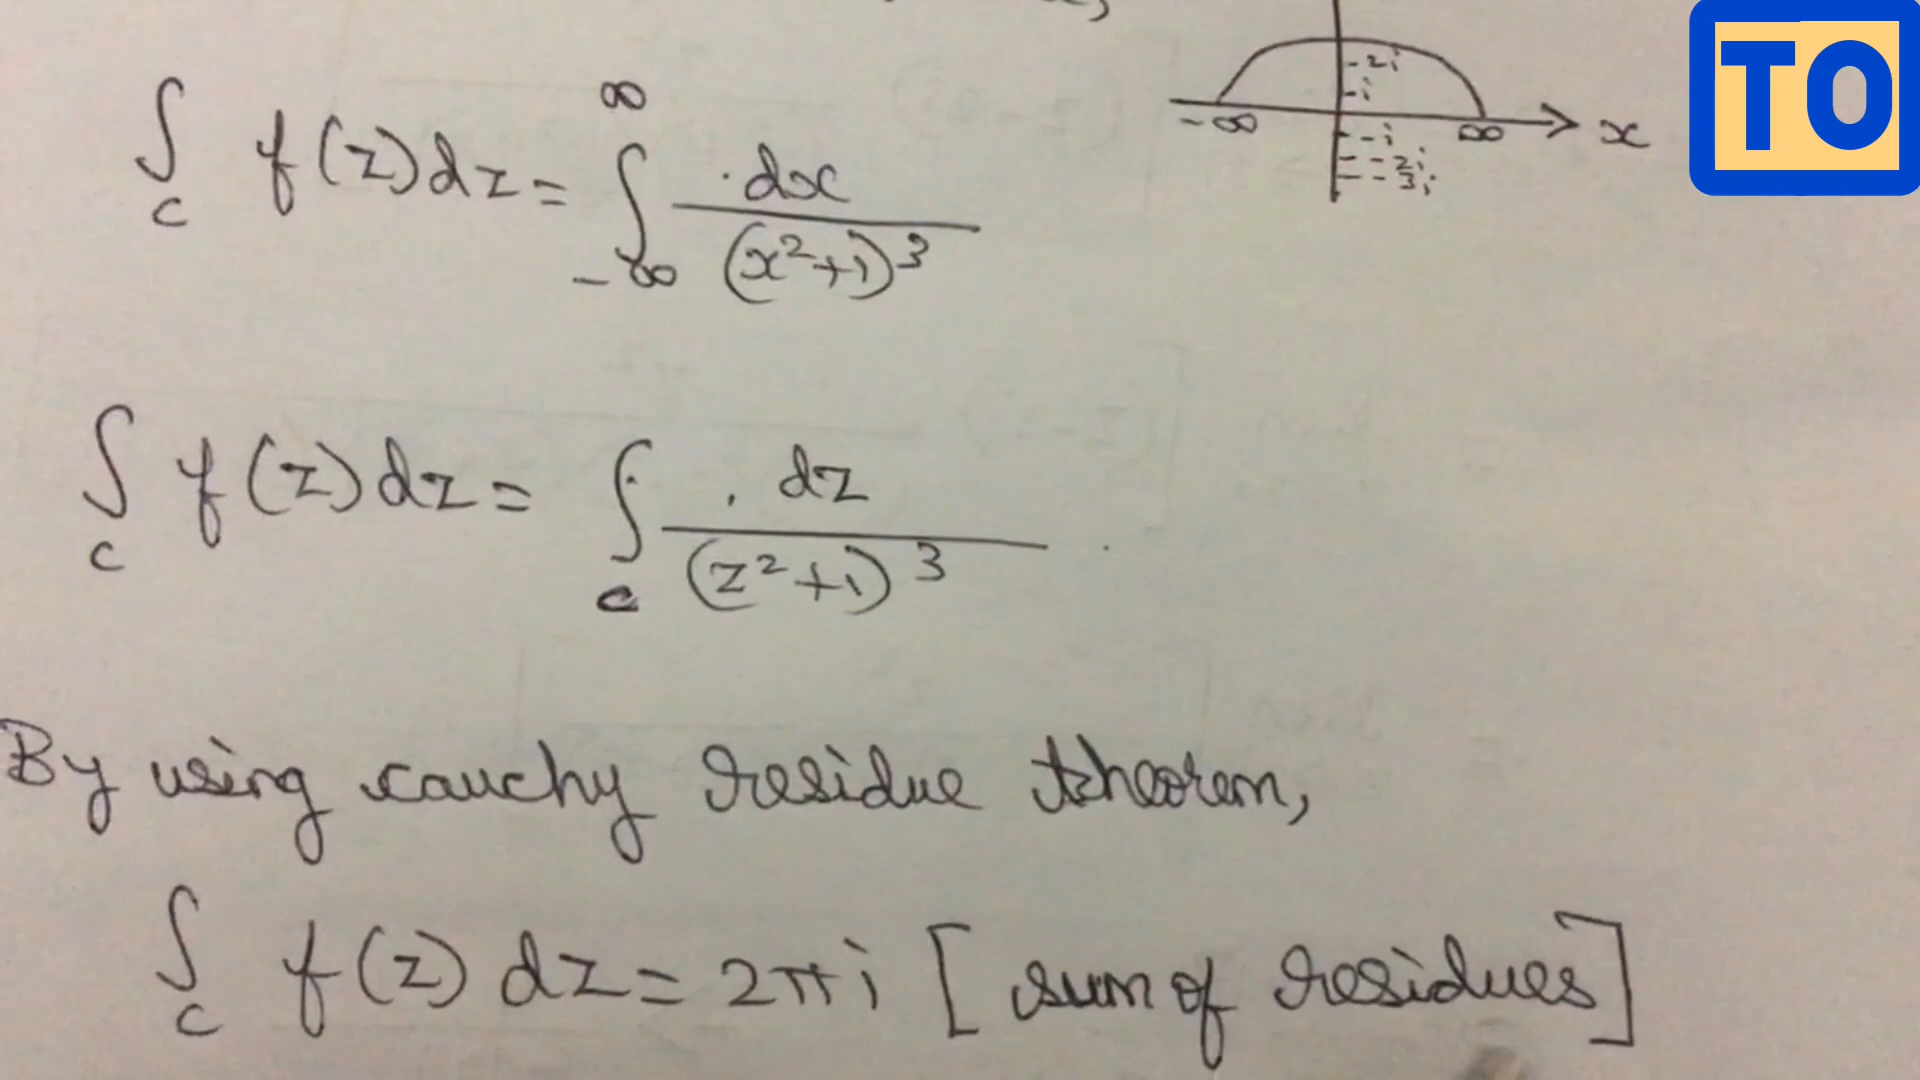 -2i
-i
-∞ ∞ x
-i
--2i
--3i
TO
∫_c f(z)dz = ∫_{-∞}^{∞} dx/(x²+1)³
∫_c f(z)dz = ∫_c dz/(z²+1)³
By using cauchy residue theorem,
∫_c f(z) dz = 2πi [sum of residues]